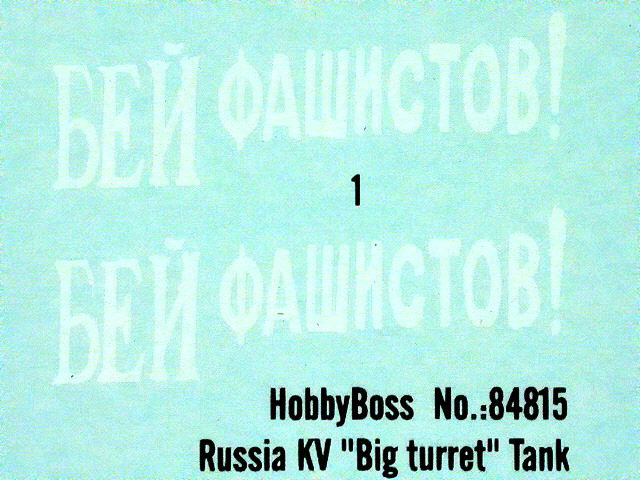 БЕЙ ФАШИСТОВ!
1
БЕЙ ФАШИСТОВ!
HobbyBoss No.:84815
Russia KV "Big turret" Tank